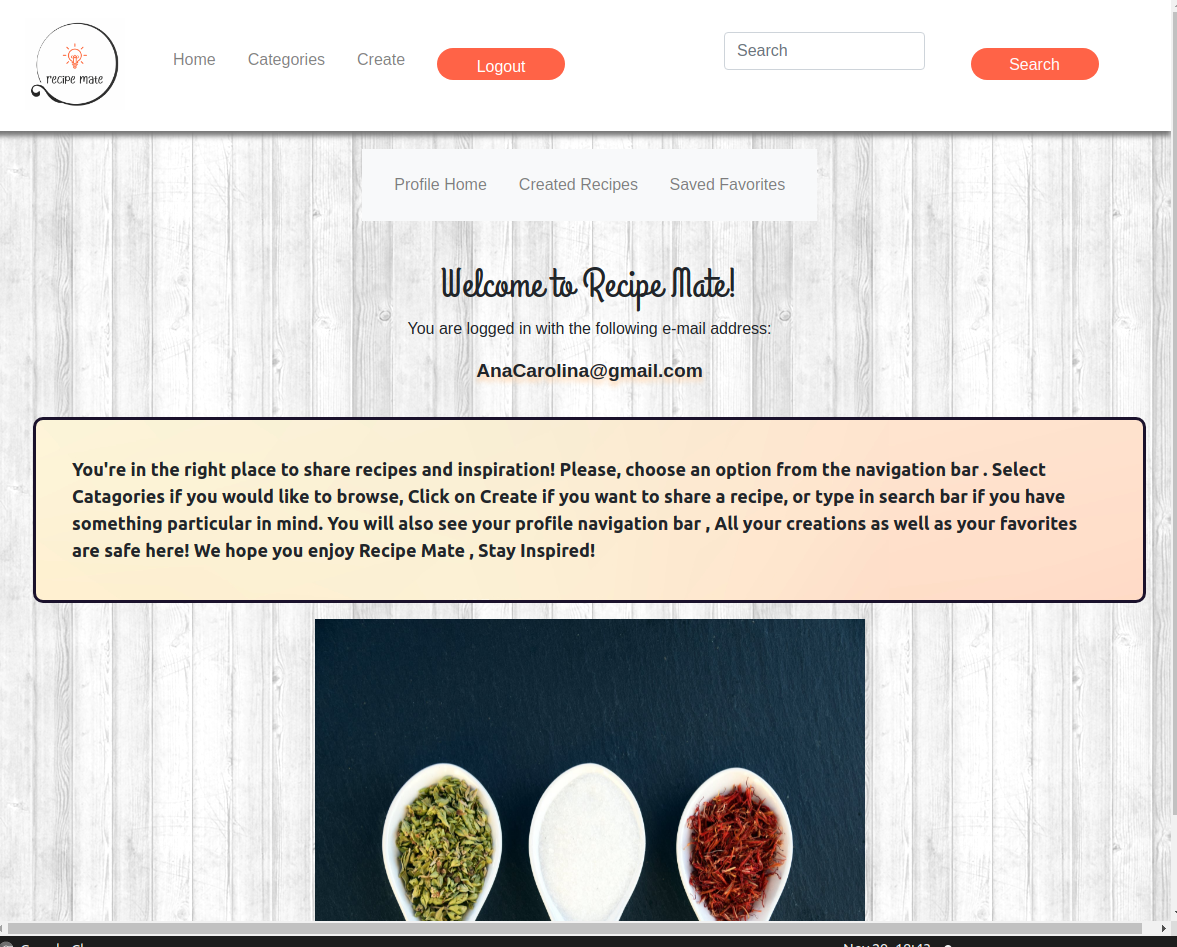 recipe mate
Home Categories Create Logout Search Search
Profile Home Created Recipes Saved Favorites
Welcome to Recipe Mate!
You are logged in with the following e-mail address:
AnaCarolina@gmail.com
You're in the right place to share recipes and inspiration! Please, choose an option from the navigation bar . Select
Catagories if you would like to browse, Click on Create if you want to share a recipe, or type in search bar if you have
something particular in mind. You will also see your profile navigation bar , All your creations as well as your favorites
are safe here! We hope you enjoy Recipe Mate , Stay Inspired!